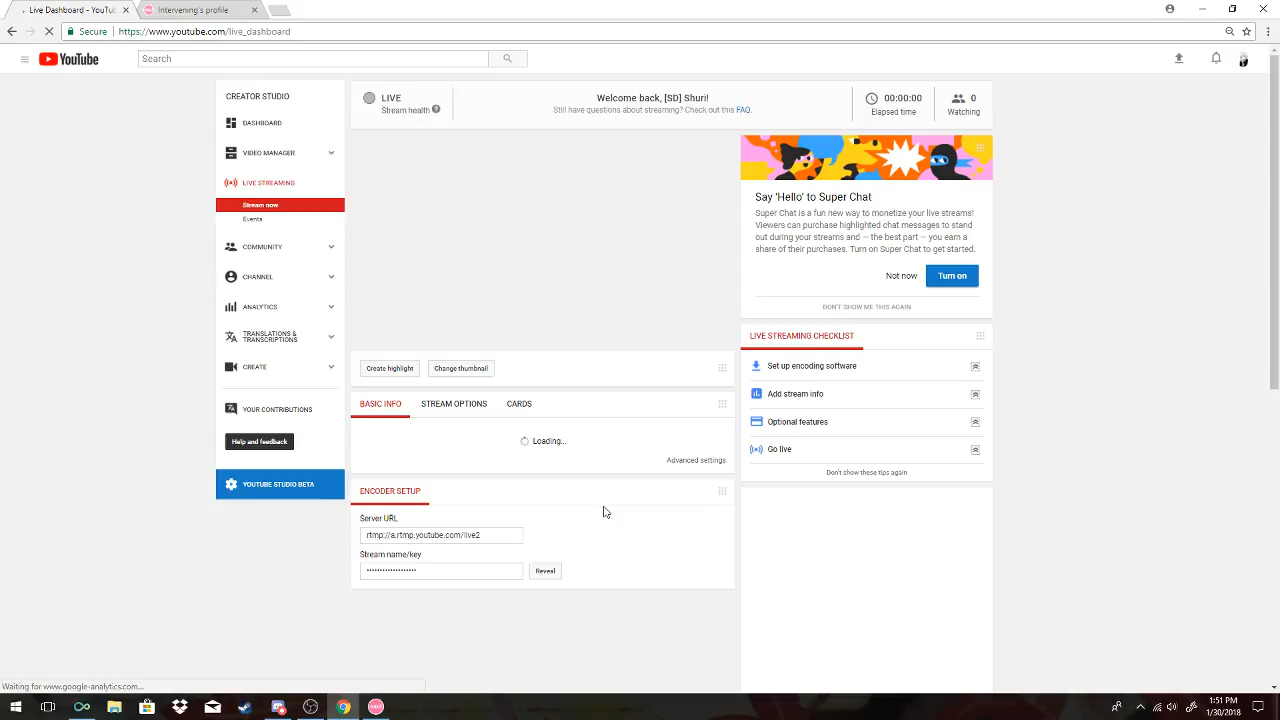 Live Dashboard - YouTu
Intervening's profile
Secure
https://www.youtube.com/live_dashboard
YouTube
Search
CREATOR STUDIO
DASHBOARD
VIDEO MANAGER
LIVE STREAMING
Stream now
Events
COMMUNITY
CHANNEL
ANALYTICS
TRANSLATIONS &
TRANSCRIPTIONS
CREATE
YOUR CONTRIBUTIONS
Help and feedback
YOUTUBE STUDIO BETA
LIVE
Stream health
Welcome back, [SD] Shuri!
Still have questions about streaming? Check out this FAQ.
00:00:00
Elapsed time
0
Watching
Create highlight
Change thumbnail
BASIC INFO
STREAM OPTIONS
CARDS
Loading...
Advanced settings
ENCODER SETUP
Server URL
rtmp://a.rtmp.youtube.com/live2
Stream name/key
Reveal
Say 'Hello' to Super Chat
Super Chat is a fun new way to monetize your live streams!
Viewers can purchase highlighted chat messages to stand
out during your streams and — the best part — you earn a
share of their purchases. Turn on Super Chat to get started.
Not now
Turn on
DON'T SHOW ME THIS AGAIN
LIVE STREAMING CHECKLIST
Set up encoding software
Add stream info
Optional features
Go live
Don't show these tips again
Waiting for www.google-analytics.com...
1:51 PM
1/30/2018